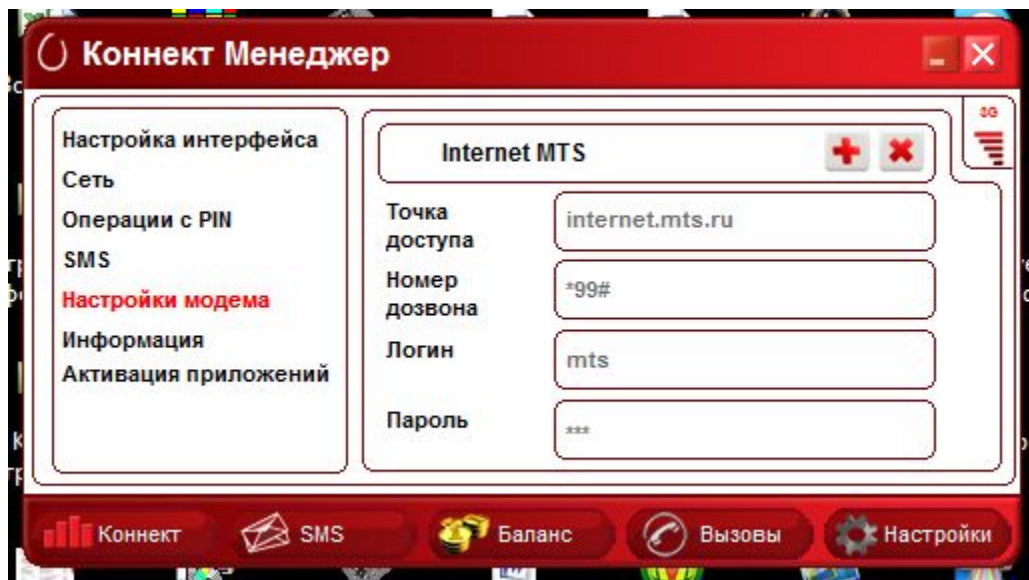 Коннект Менеджер
3G
Настройка интерфейса
Сеть
Операции с PIN
SMS
Настройки модема
Информация
Активация приложений
Internet MTS
Точка
доступа
internet.mts.ru
Номер
дозвона
*99#
Логин
mts
Пароль
***
Коннект
SMS
Баланс
Вызовы
Настройки